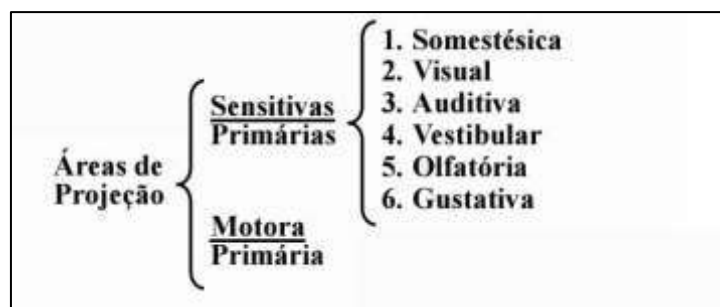 Áreas de
Projeção
Sensitivas
Primárias
1. Somestésica
2. Visual
3. Auditiva
4. Vestibular
5. Olfatória
6. Gustativa
Motora
Primária